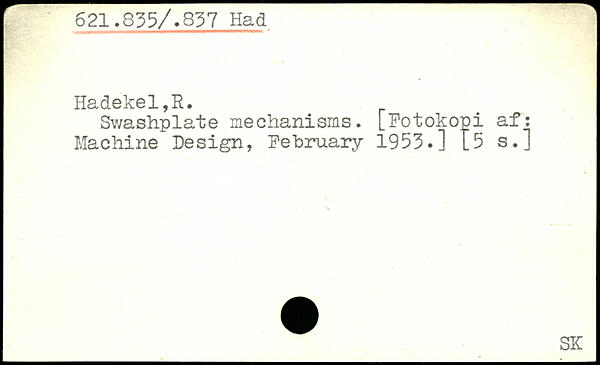 621.835/.837 Had
Hadekel,R.
Swashplate mechanisms. [Fotokopi af:
Machine Design, February 1953.] [5 s.]
SK